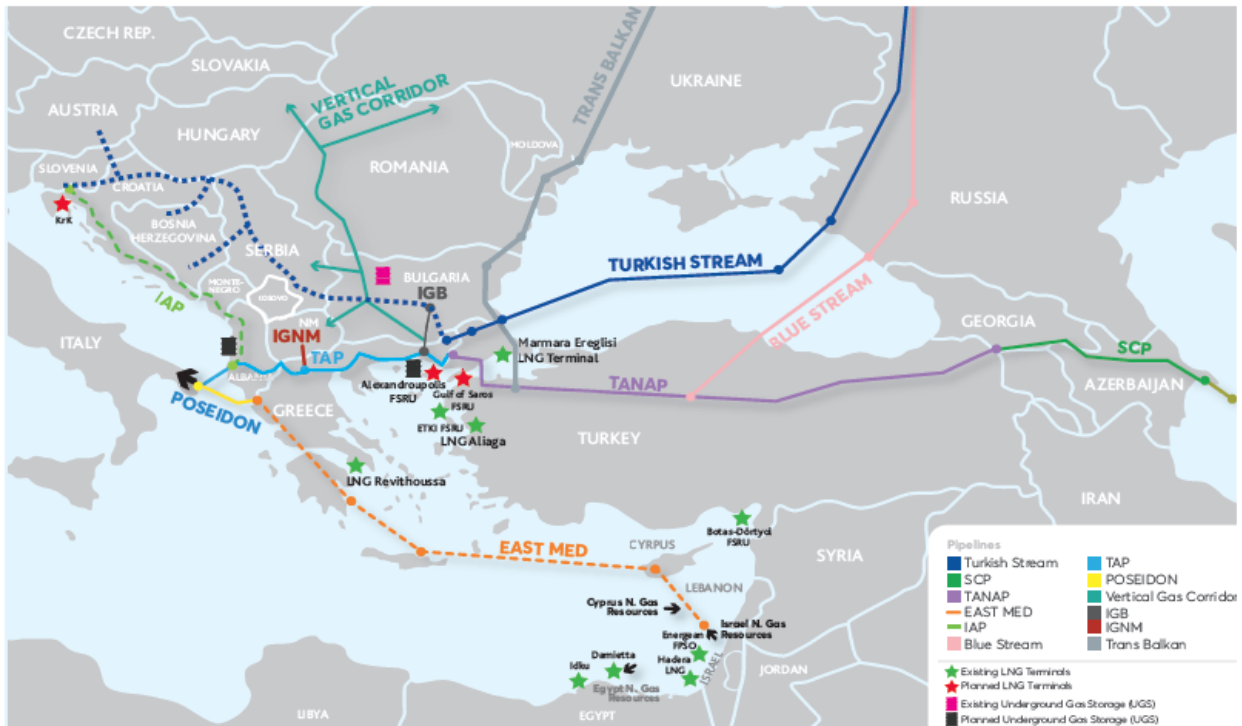 CZECH REP.
SLOVAKIA
AUSTRIA
VERTICAL
GAS CORRIDOR
TRANS BALKAN
UKRAINE
HUNGARY
MOLDOVA
ROMANIA
SLOVENIA
CROATIA
KrK
RUSSIA
BOSNIA
HERZEGOVINA
SERBIA
TURKISH STREAM
BULGARIA
IGB
MONTE-
NEGRO
KOSOVO
IAP
BLUE STREAM
NM
IGNM
GEORGIA
ITALY
Marmara Ereglisi
LNG Terminal
SCP
TAP
AZERBAIJAN
TANAP
Alexandroupolis
FSRU
Gulf of Saros
FSRU
POSEIDON
GREECE
ETKI FSRU
LNG Aliaga
TURKEY
LNG Revithoussa
IRAN
Botas-Dörtyol
FSRU
EAST MED
CYRPUS
SYRIA
LEBANON
Cyprus N. Gas
Resources
Israel N. Gas
Resources
Energean
FPSO
Damietta
Idku
Hadera
LNG
ISRAEL
JORDAN
Egypt N. Gas
Resources
LIBYA
EGYPT
Pipelines
Turkish Stream
SCP
TANAP
EAST MED
IAP
Blue Stream
TAP
POSEIDON
Vertical Gas Corridor
IGB
IGNM
Trans Balkan
Existing LNG Terminals
Planned LNG Terminals
Existing Underground Gas Storage (UGS)
Planned Underground Gas Storage (UGS)